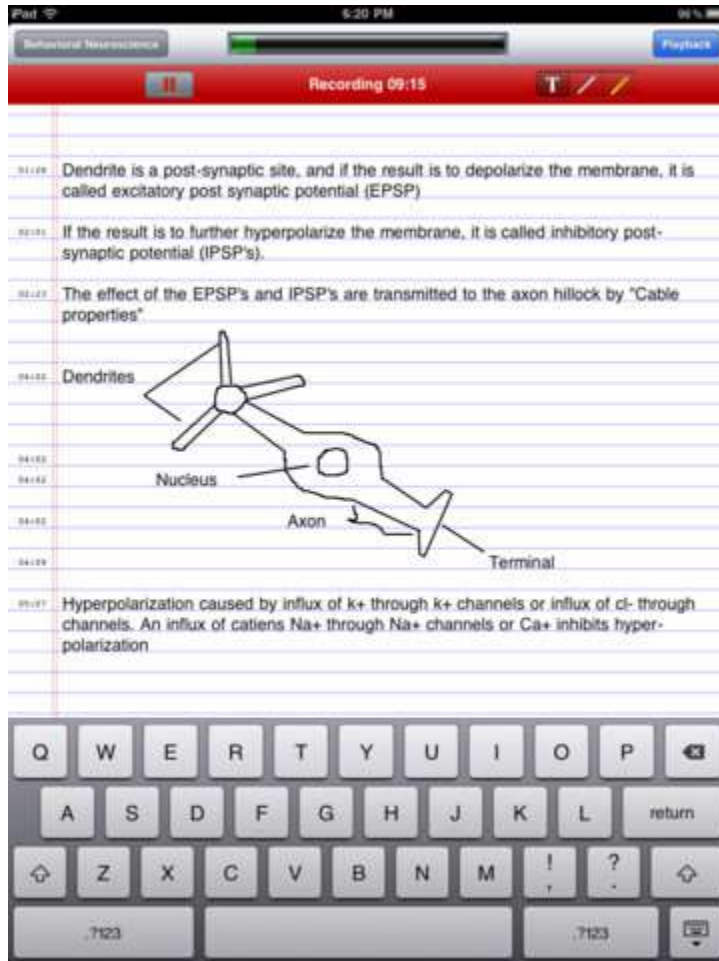 iPad 6:20 PM 96%
Behavioral Neuroscience Playback
Recording 09:15 T
Dendrite is a post-synaptic site, and if the result is to depolarize the membrane, it is
called excitatory post synaptic potential (EPSP)
If the result is to further hyperpolarize the membrane, it is called inhibitory post-
synaptic potential (IPSP's).
The effect of the EPSP's and IPSP's are transmitted to the axon hillock by "Cable
properties"
Dendrites
Nucleus
Axon
Terminal
Hyperpolarization caused by influx of k+ through k+ channels or influx of cl- through
channels. An influx of catiens Na+ through Na+ channels or Ca+ inhibits hyper-
polarization
Q W E R T Y U I O P
A S D F G H J K L return
Z X C V B N M ! , ? .
.?123 .?123